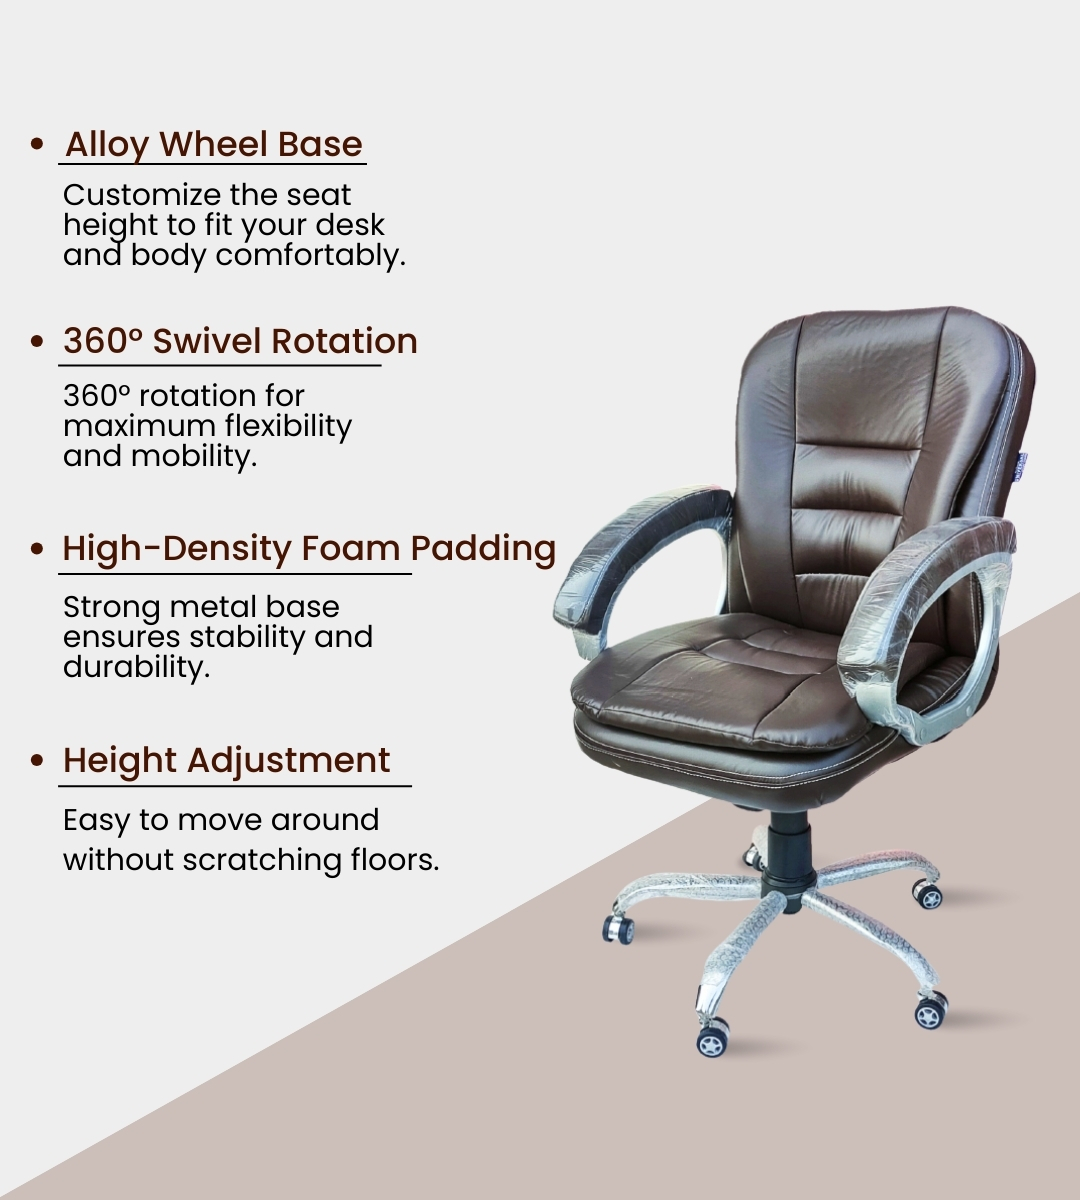 Alloy Wheel Base
Customize the seat
height to fit your desk
and body comfortably.
360° Swivel Rotation
360° rotation for
maximum flexibility
and mobility.
High-Density Foam Padding
Strong metal base
ensures stability and
durability.
Height Adjustment
Easy to move around
without scratching floors.